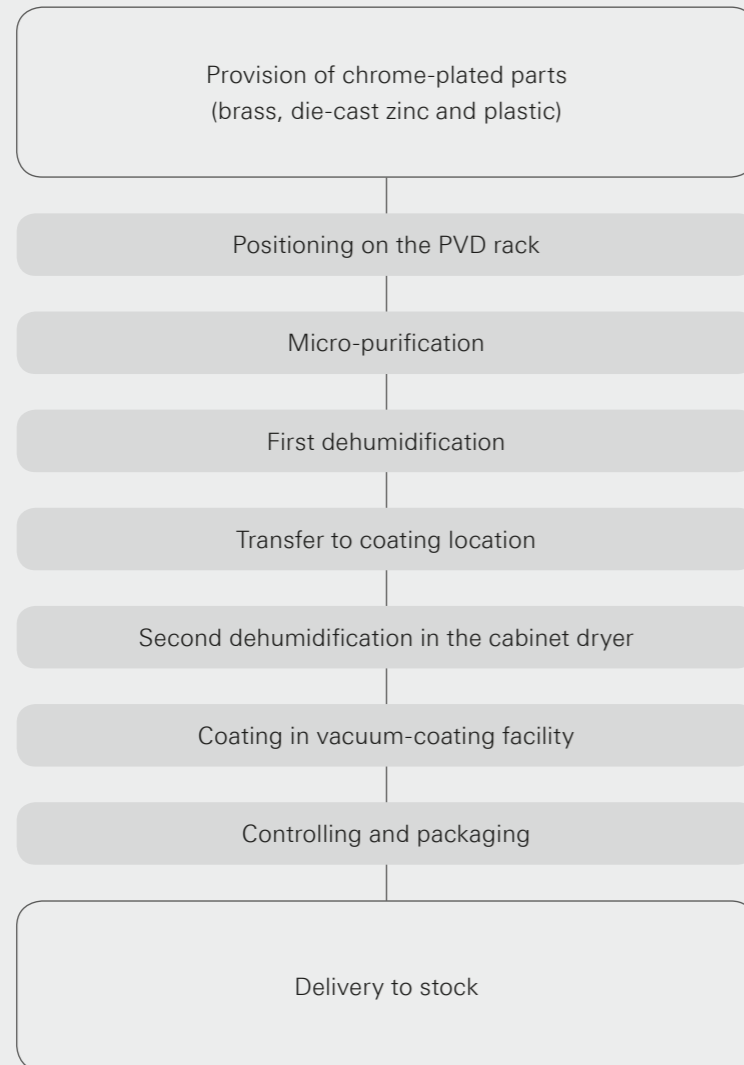 Provision of chrome-plated parts
(brass, die-cast zinc and plastic)
Positioning on the PVD rack
Micro-purification
First dehumidification
Transfer to coating location
Second dehumidification in the cabinet dryer
Coating in vacuum-coating facility
Controlling and packaging
Delivery to stock